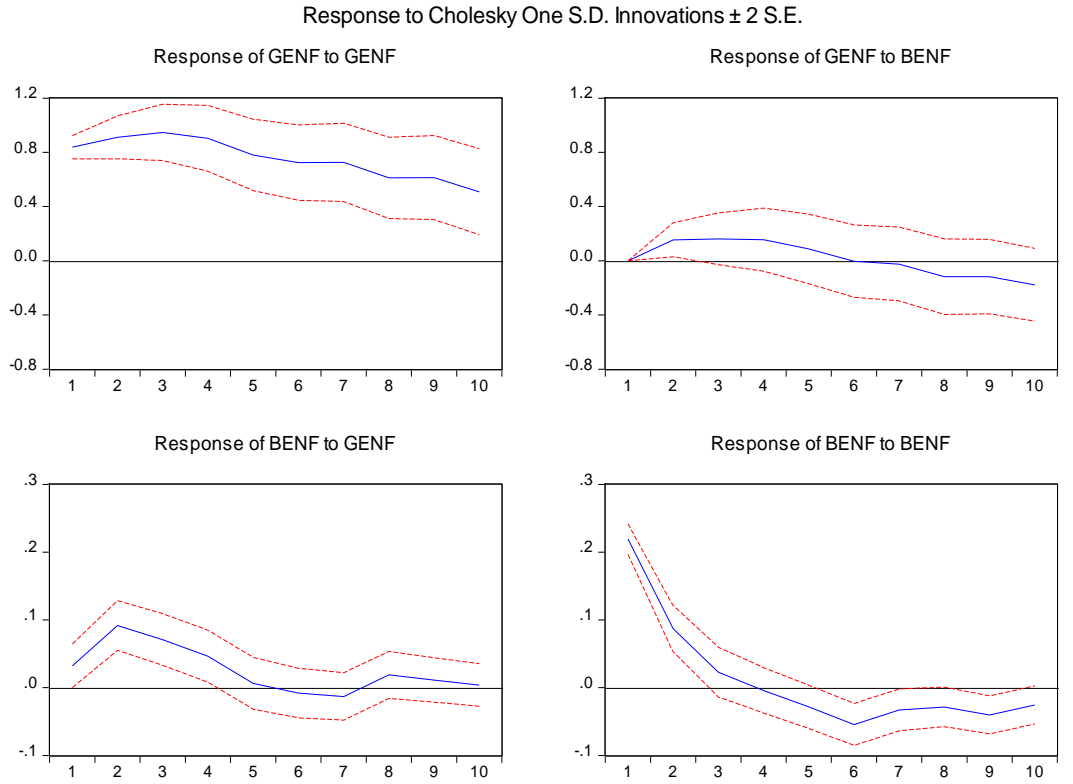 Response to Cholesky One S.D. Innovations ± 2 S.E.
Response of GENF to GENF
1.2
0.8
0.4
0.0
-0.4
-0.8
1 2 3 4 5 6 7 8 9 10
Response of GENF to BENF
1.2
0.8
0.4
0.0
-0.4
-0.8
1 2 3 4 5 6 7 8 9 10
Response of BENF to GENF
.3
.2
.1
.0
-.1
1 2 3 4 5 6 7 8 9 10
Response of BENF to BENF
.3
.2
.1
.0
-.1
1 2 3 4 5 6 7 8 9 10